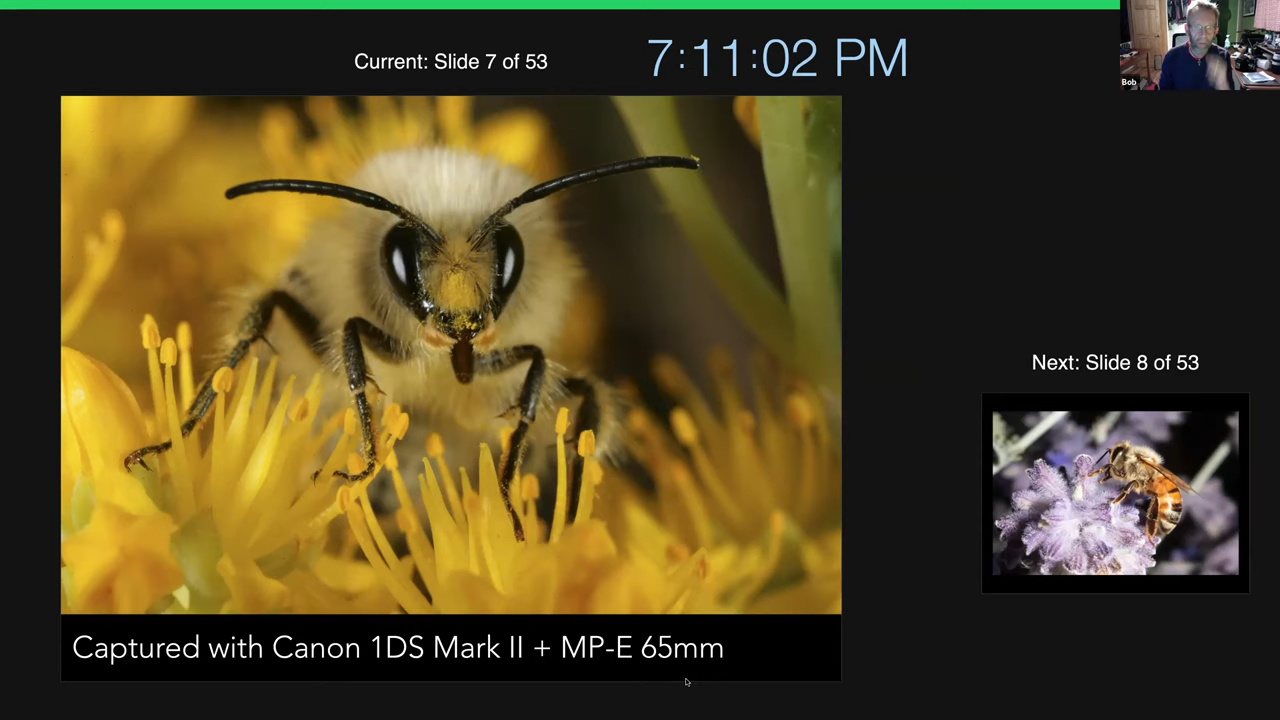 Current: Slide 7 of 53
7:11:02 PM
Bob
Next: Slide 8 of 53
Captured with Canon 1DS Mark II + MP-E 65mm